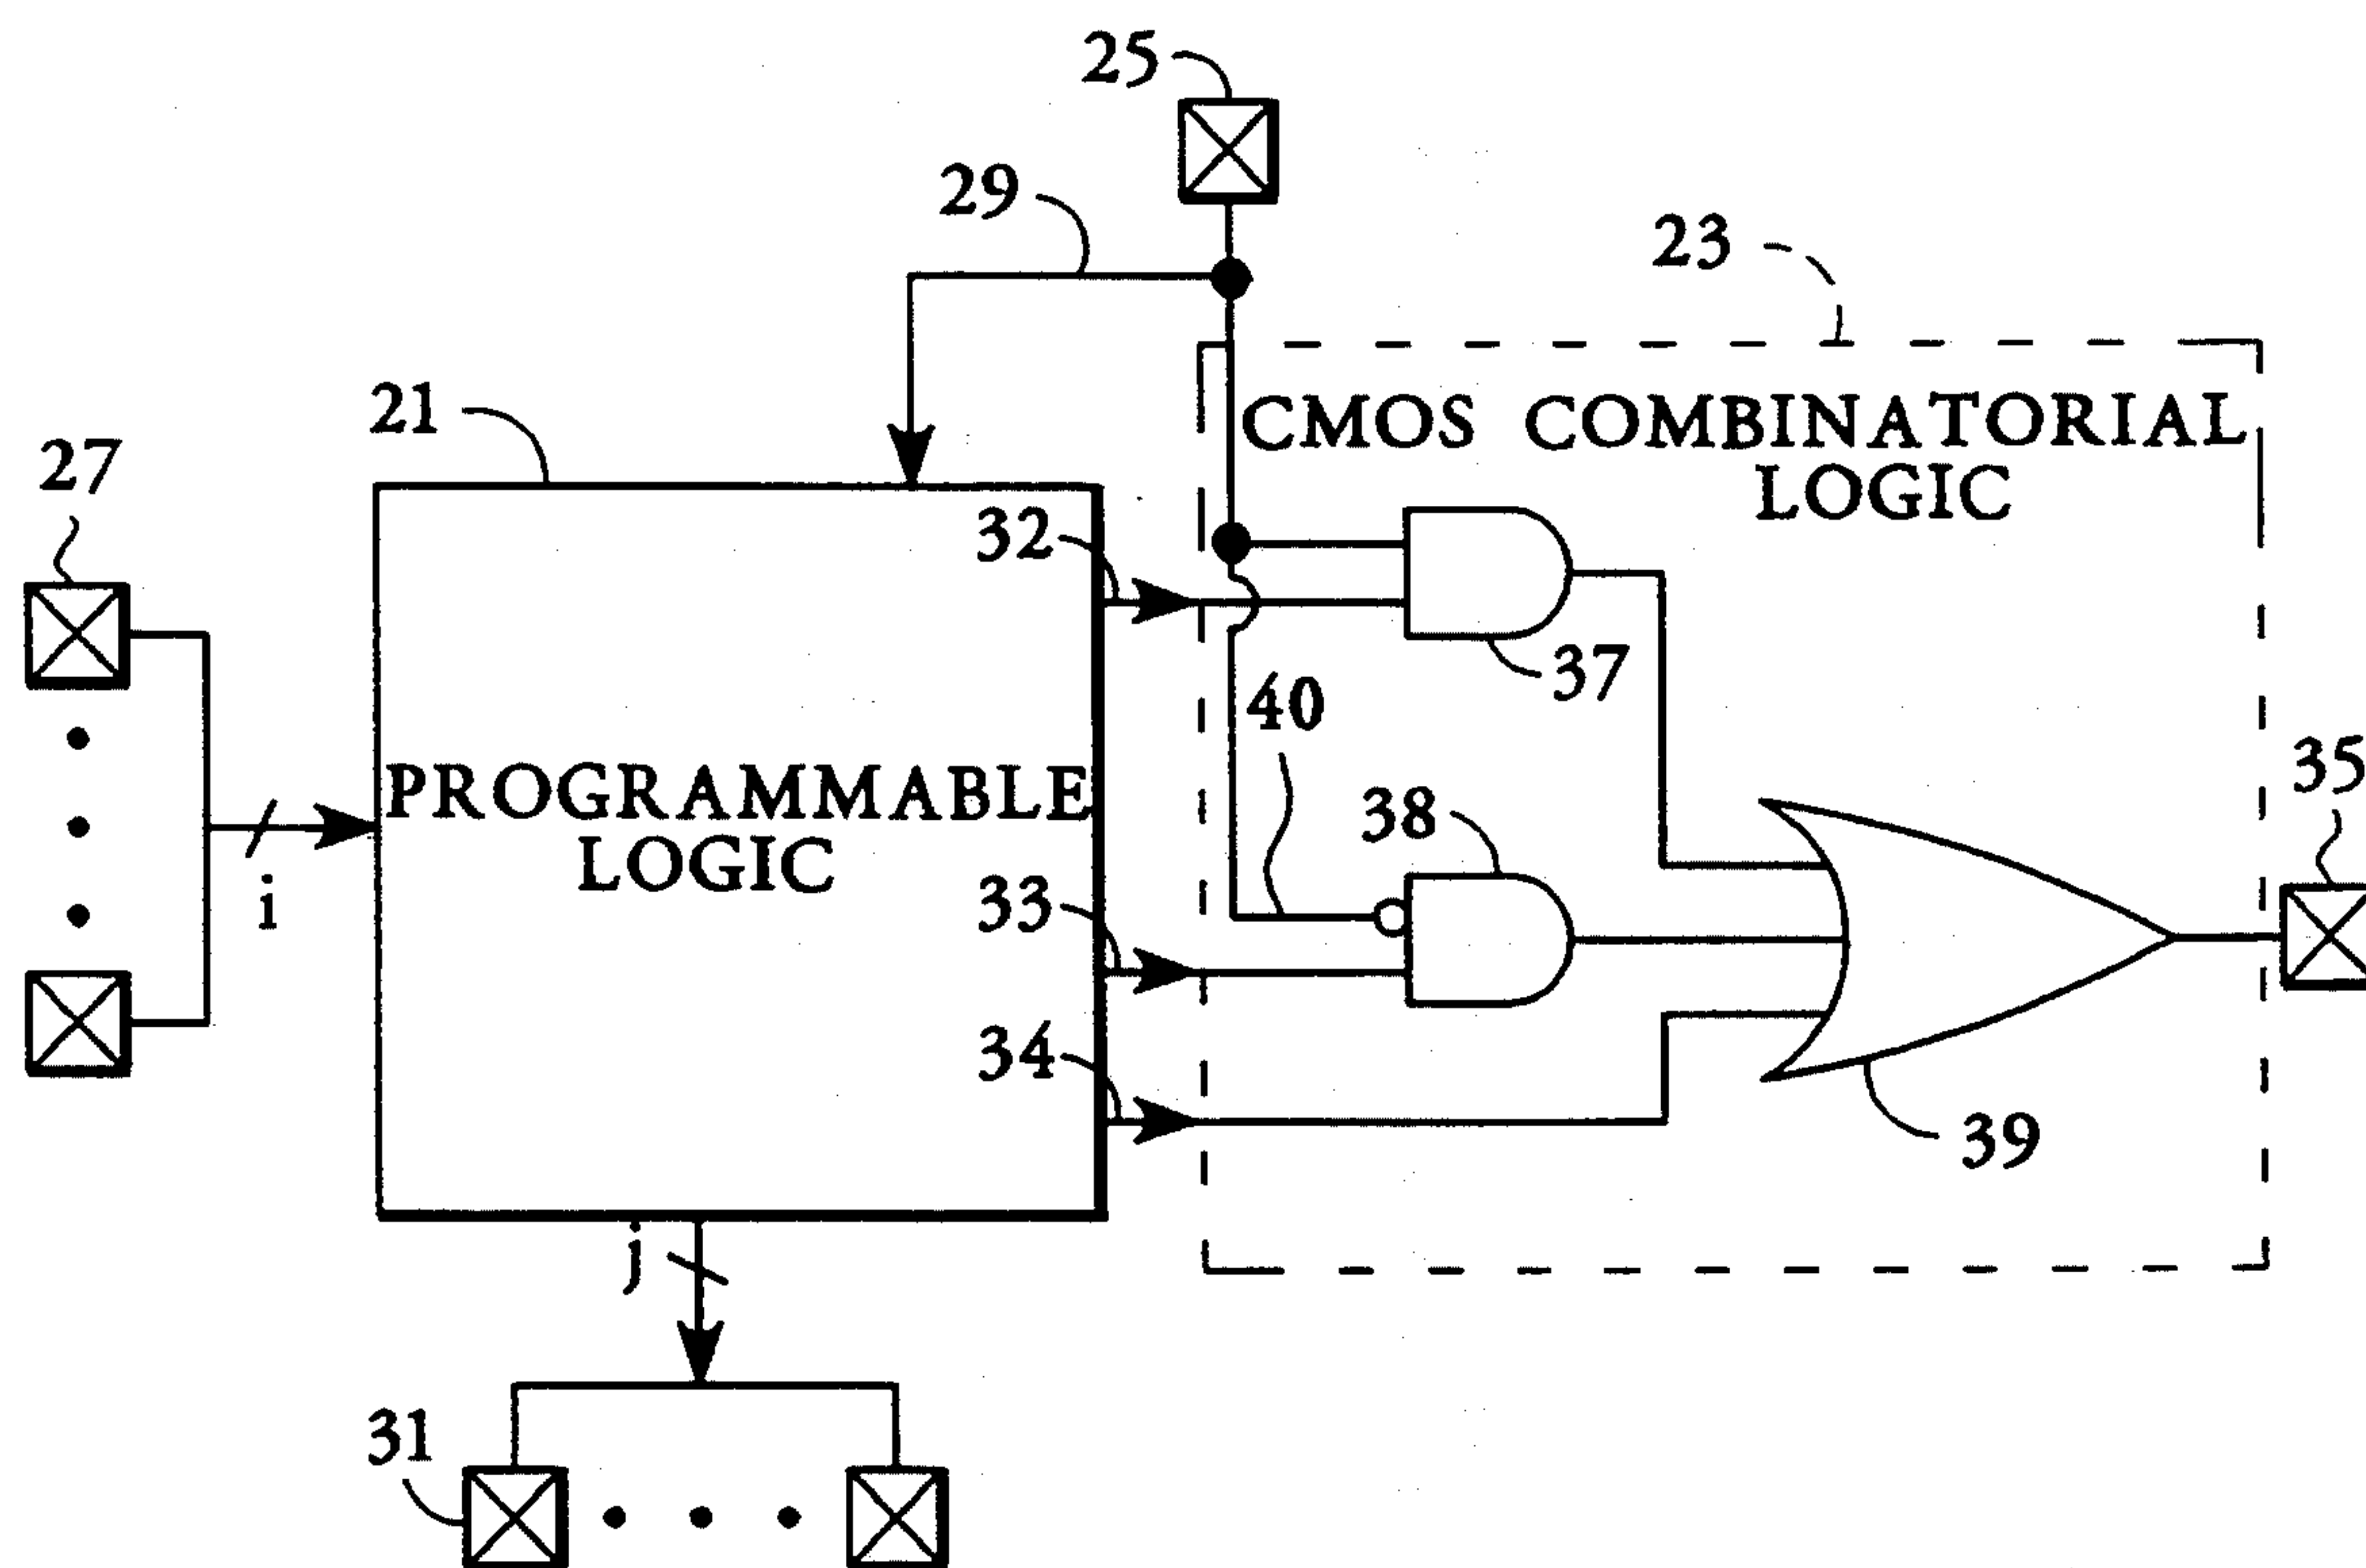 25
29
23
21
CMOS COMBINATORIAL
LOGIC
27
32
37
40
PROGRAMMABLE
LOGIC
38
35
i
33
34
39
j
31